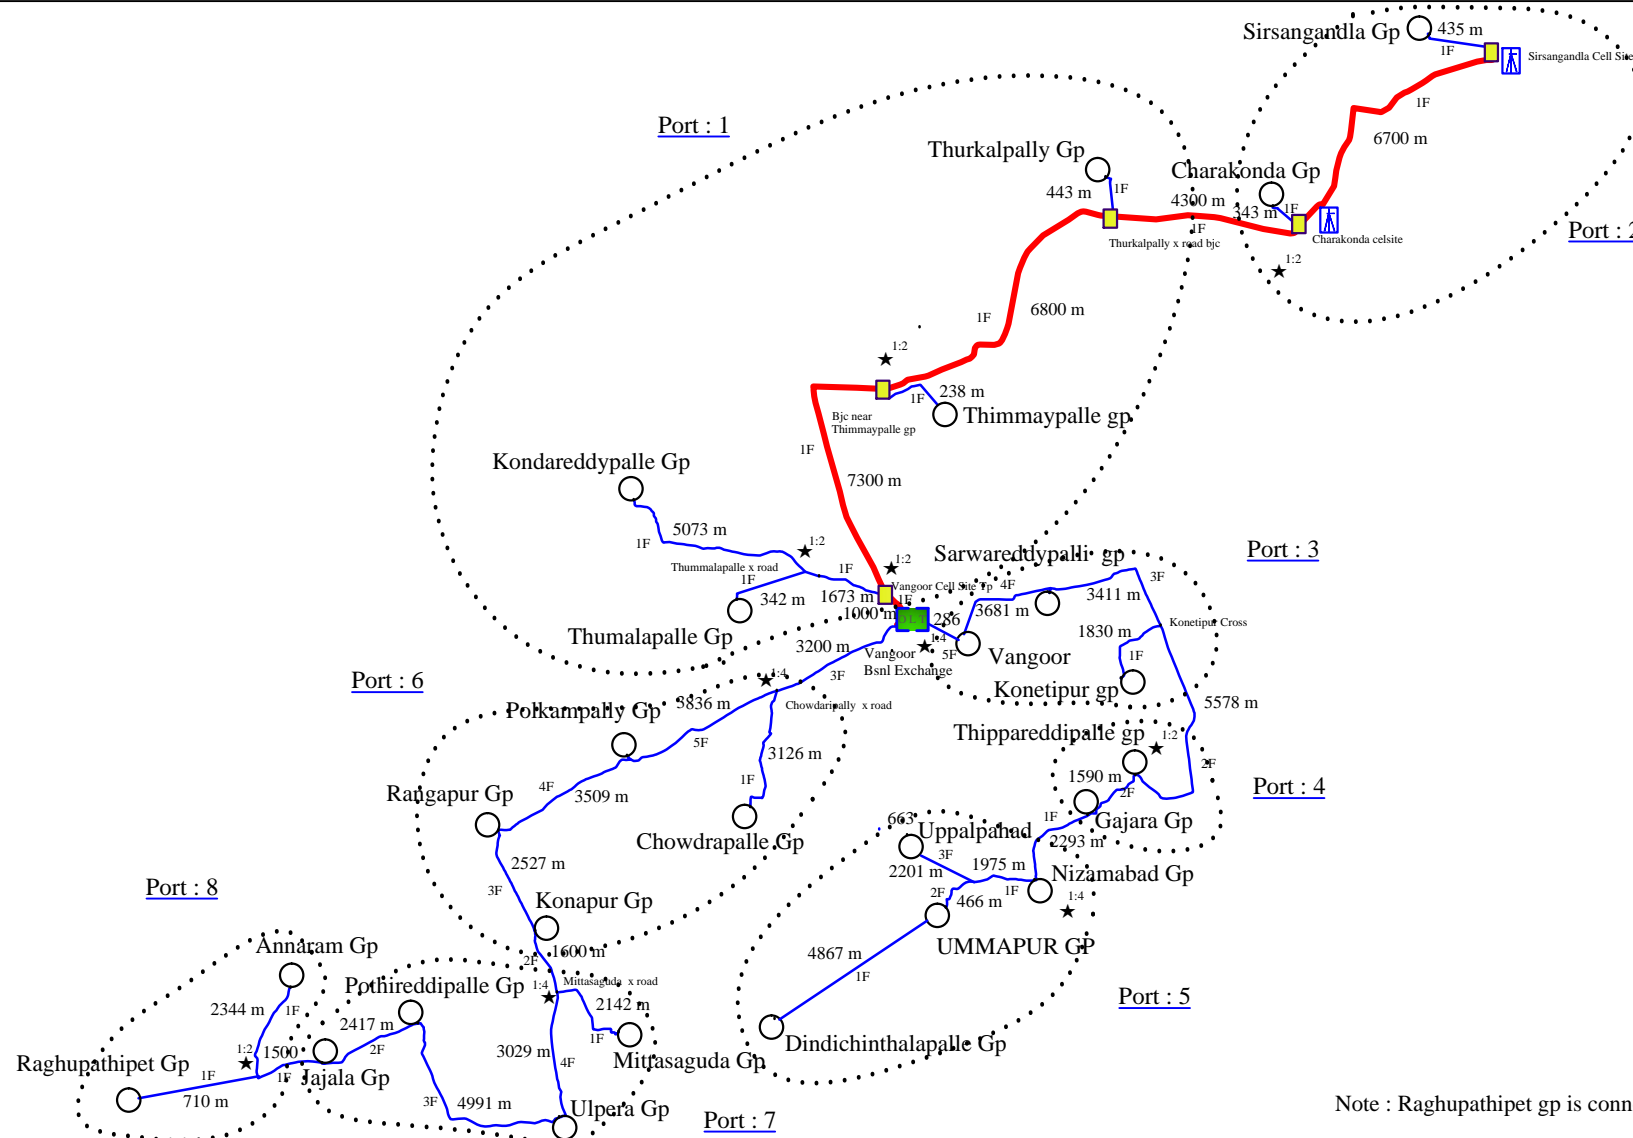 Sirsangandla Gp
435 m
1F
Sirsangandla Cell Site
1F
6700 m
Port : 1
Thurkalpally Gp
443 m
1F
Charakonda Gp
4300 m
1F
343 m
1F
Charakonda celsite
Port : 2
Thurkalpally x road bjc
1:2
6800 m
1F
1:2
238 m
1F
Thimmaypalle gp
Bjc near
Thimmaypalle gp
1F
7300 m
Kondareddypalle Gp
5073 m
1F
1:2
Thummalapalle x road
1F
342 m
1F
1673 m
Thumalapalle Gp
1:2
Vangoor Cell Site Tp
1F
1000 m
OLT
286
1:4
5F
Vangoor
Bsnl Exchange
Vangoor
Sarwareddypalli gp
4F
3681 m
3411 m
3F
Port : 3
Konetipur Cross
1830 m
1F
Konetipur gp
5578 m
2F
Thippareddipalle gp
1:2
1590 m
2F
Gajara Gp
Port : 4
3200 m
3F
Port : 6
1:4
Chowdaripally x road
3836 m
5F
Polkampally Gp
3126 m
1F
Chowdrapalle Gp
4F
3509 m
Rangapur Gp
2527 m
3F
Konapur Gp
1600 m
2F
663
Uppalpahad
3F
2201 m
1975 m
1F
1F
2293 m
Nizamabad Gp
1:4
2F
466 m
UMMAPUR GP
4867 m
1F
Dindichinthalapalle Gp
Port : 5
Port : 8
Annaram Gp
2344 m
1F
1:2
Raghupathipet Gp
1F
710 m
1500
1F
Jajala Gp
Pothireddipalle Gp
2417 m
2F
1:4
Mittasaguda x road
2142 m
1F
Mittasaguda Gp
3029 m
4F
3F
4991 m
Ulpera Gp
Port : 7
Note : Raghupathipet gp is conn